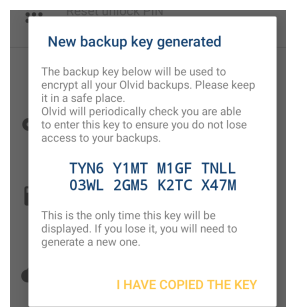 Reset unlock PIN
New backup key generated
The backup key below will be used to
encrypt all your Olvid backups. Please keep
it in a safe place.
Olvid will periodically check you are able
to enter this key to ensure you do not lose
access to your backups.
TYN6 Y1MT M1GF TNLL
03WL 2GM5 K2TC X47M
This is the only time this key will be
displayed. If you lose it, you will need to
generate a new one.
I HAVE COPIED THE KEY